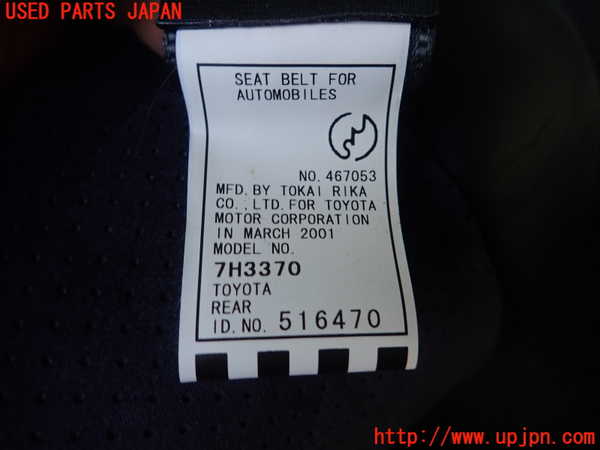 USED PARTS JAPAN
SEAT BELT FOR
AUTOMOBILES
NO. 467053
MFD. BY TOKAI RIKA
CO., LTD. FOR TOYOTA
MOTOR CORPORATION
IN MARCH 2001
MODEL NO.
7H3370
TOYOTA
REAR
ID. NO. 516470
http://www.upjpn.com/